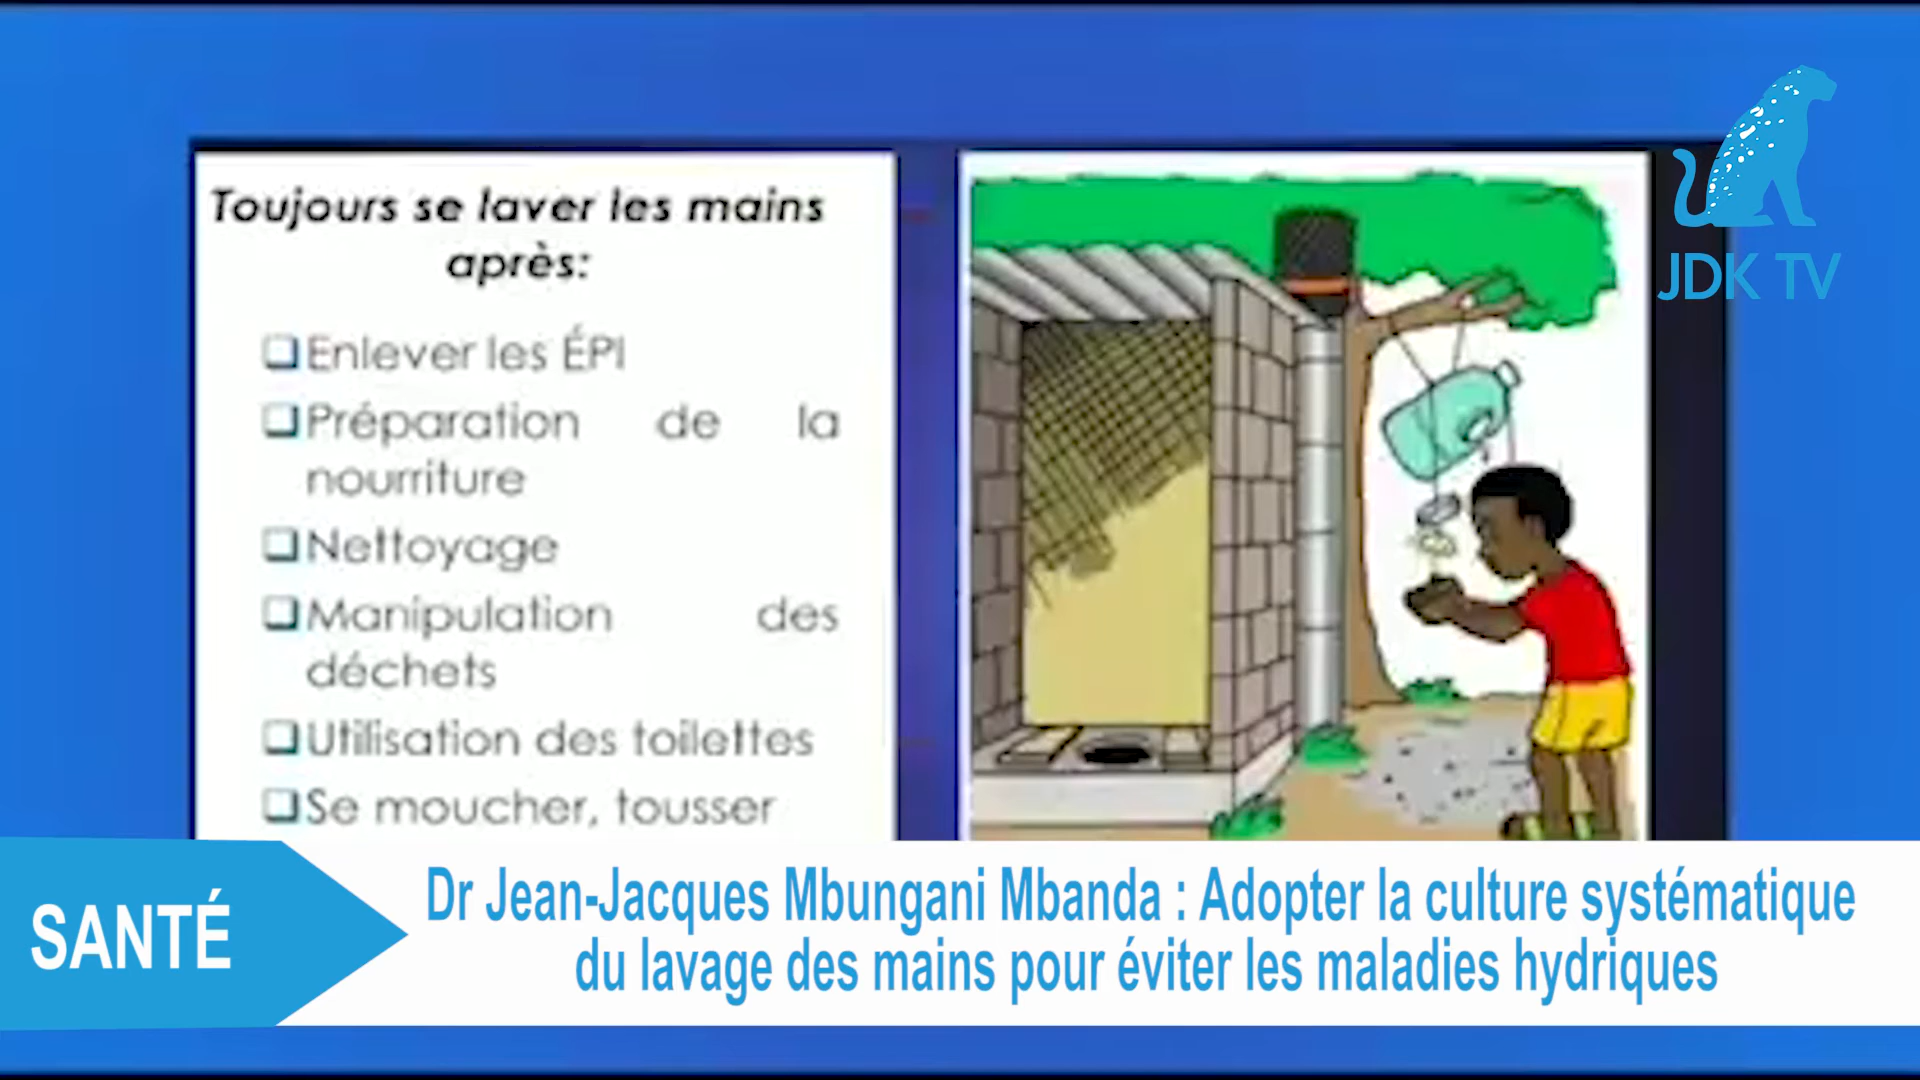 JDK TV
Toujours se laver les mains
après:
Enlever les ÉPI
Préparation de la
nourriture
Nettoyage
Manipulation des
déchets
Utilisation des toilettes
Se moucher, tousser
SANTÉ
Dr Jean-Jacques Mbungani Mbanda : Adopter la culture systématique
du lavage des mains pour éviter les maladies hydriques